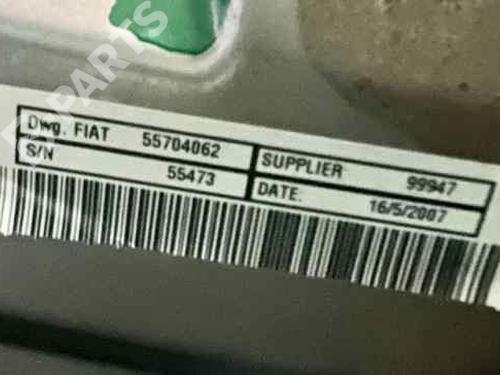 B PARTS
Dwg. FIAT 55704062
S/N 55473
SUPPLIER 99947
DATE: 16/5/2007